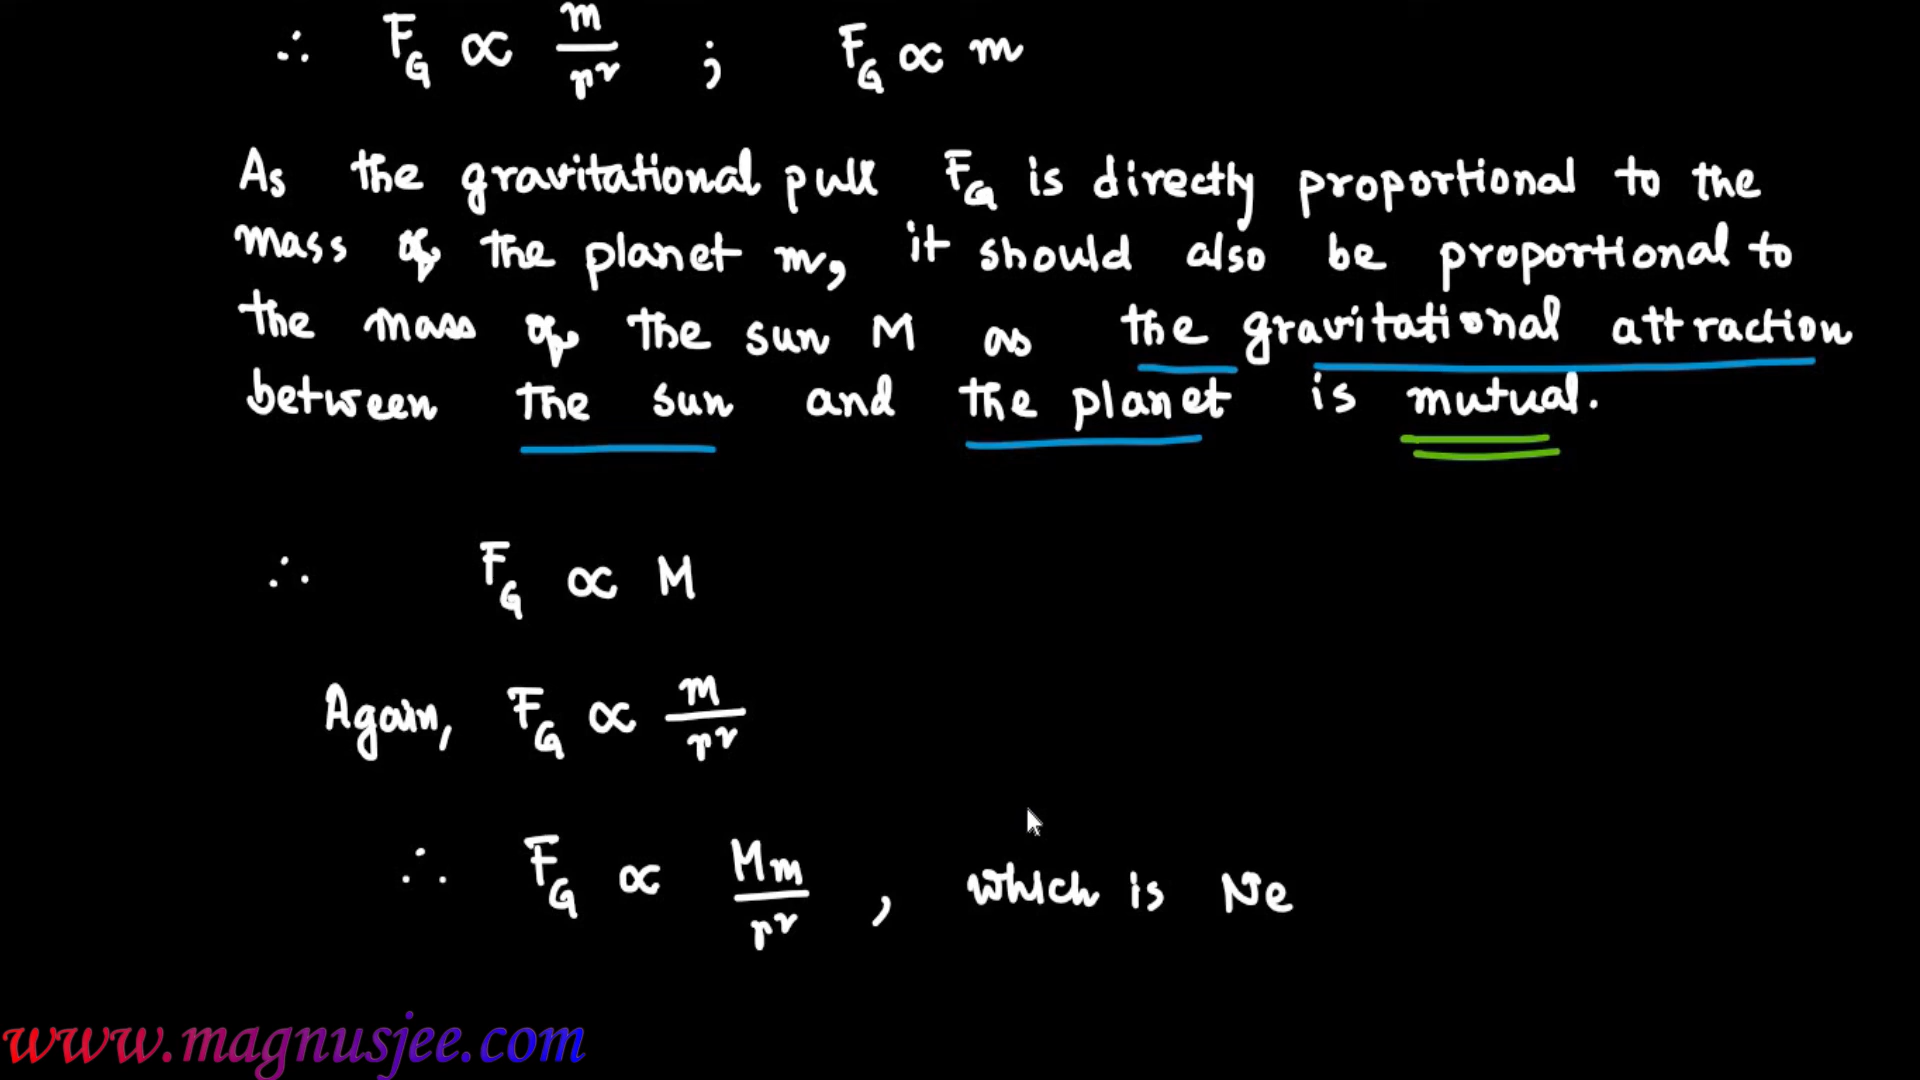 ∴ F_G ∝ m/r² ; F_G ∝ m
As the gravitational pull F_G is directly proportional to the
mass of the planet m, it should also be proportional to
the mass of the sun M as the gravitational attraction
between the sun and the planet is mutual.
∴ F_G ∝ M
Again, F_G ∝ m/r²
∴ F_G ∝ Mm/r² , which is Ne
www.magnusjee.com